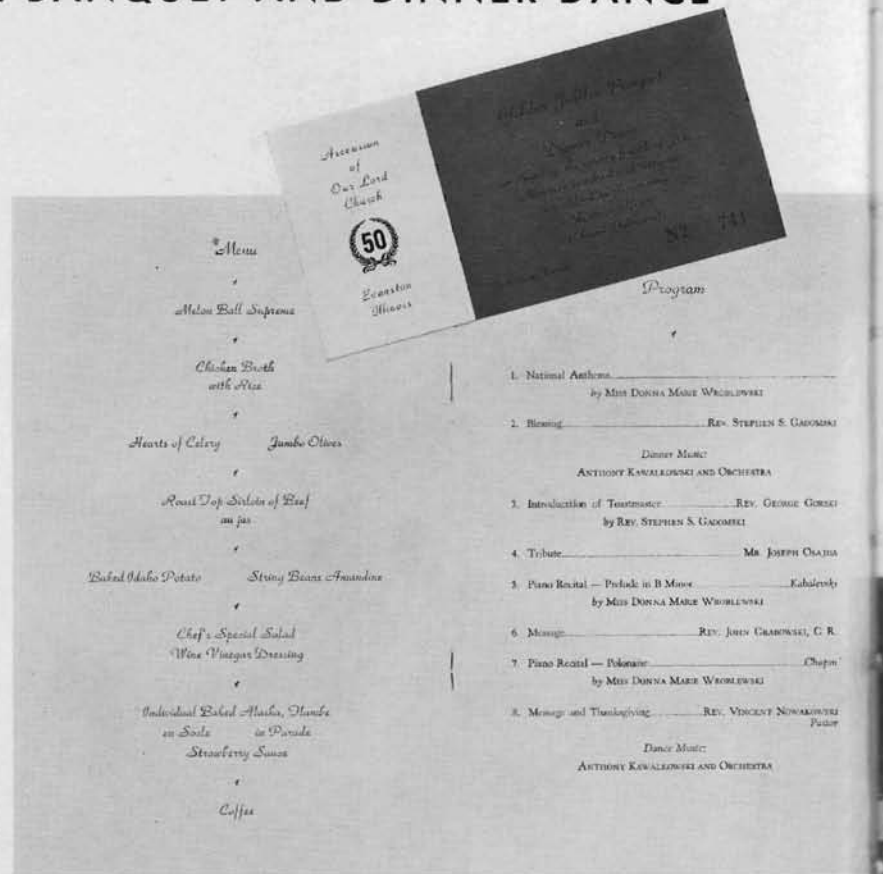 BANQUET AND DINNER DANCE
Ascension
of
Our Lord
Church
50
Evanston
Illinois
Golden Jubilee Banquet
and
Dinner Dance
No 741
Menu
Melon Ball Supreme
Chicken Broth
with Rice
Hearts of Celery Jumbo Olives
Roast Top Sirloin of Beef
au jus
Baked Idaho Potato String Beans Amandine
Chef's Special Salad
Wine Vinegar Dressing
Individual Baked Alaska, Flambe
en Socle in Parade
Strawberry Sauce
Coffee
Program
1. National Anthem
by Miss Donna Marie Wroblewski
2. Blessing Rev. Stephen S. Gadomski
Dinner Music:
Anthony Kawalkowski and Orchestra
3. Introduction of Toastmaster Rev. George Gorski
by Rev. Stephen S. Gadomski
4. Tribute Mr. Joseph Osajda
5. Piano Recital — Prelude in B Minor Kabalevsky
by Miss Donna Marie Wroblewski
6. Message Rev. John Grabowski, C. R.
7. Piano Recital — Polonaise Chopin
by Miss Donna Marie Wroblewski
8. Message and Thanksgiving Rev. Vincent Nowakowski
Pastor
Dance Music:
Anthony Kawalkowski and Orchestra